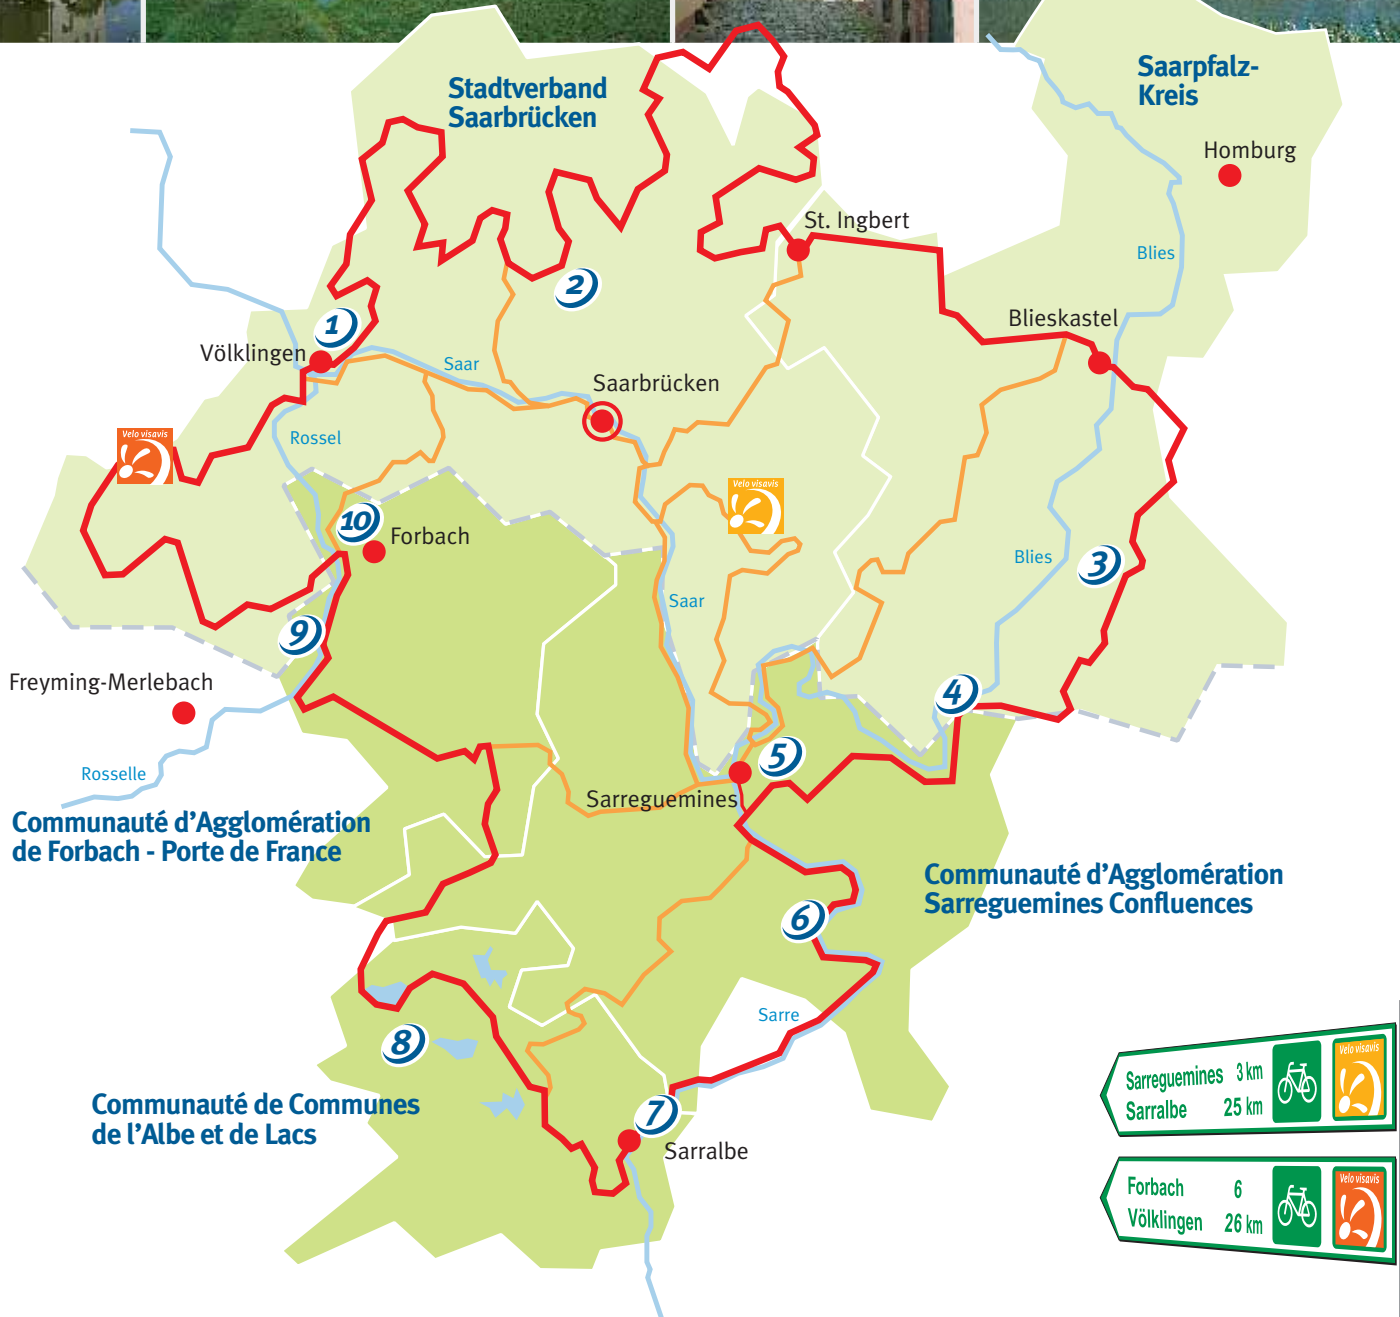 Stadtverband
Saarbrücken
Saarpfalz-
Kreis
Homburg
St. Ingbert
Blies
2
Blieskastel
1
Völklingen
Saar
Saarbrücken
Rossel
Velo visavis
Velo visavis
10
Forbach
Blies
3
Saar
9
Freyming-Merlebach
4
5
Rosselle
Sarreguemines
Communauté d'Agglomération
de Forbach - Porte de France
Communauté d'Agglomération
Sarreguemines Confluences
6
Sarre
8
Communauté de Communes
de l'Albe et de Lacs
7
Sarralbe
Sarreguemines 3 km
Sarralbe 25 km
Velo visavis
Forbach 6
Völklingen 26 km
Velo visavis